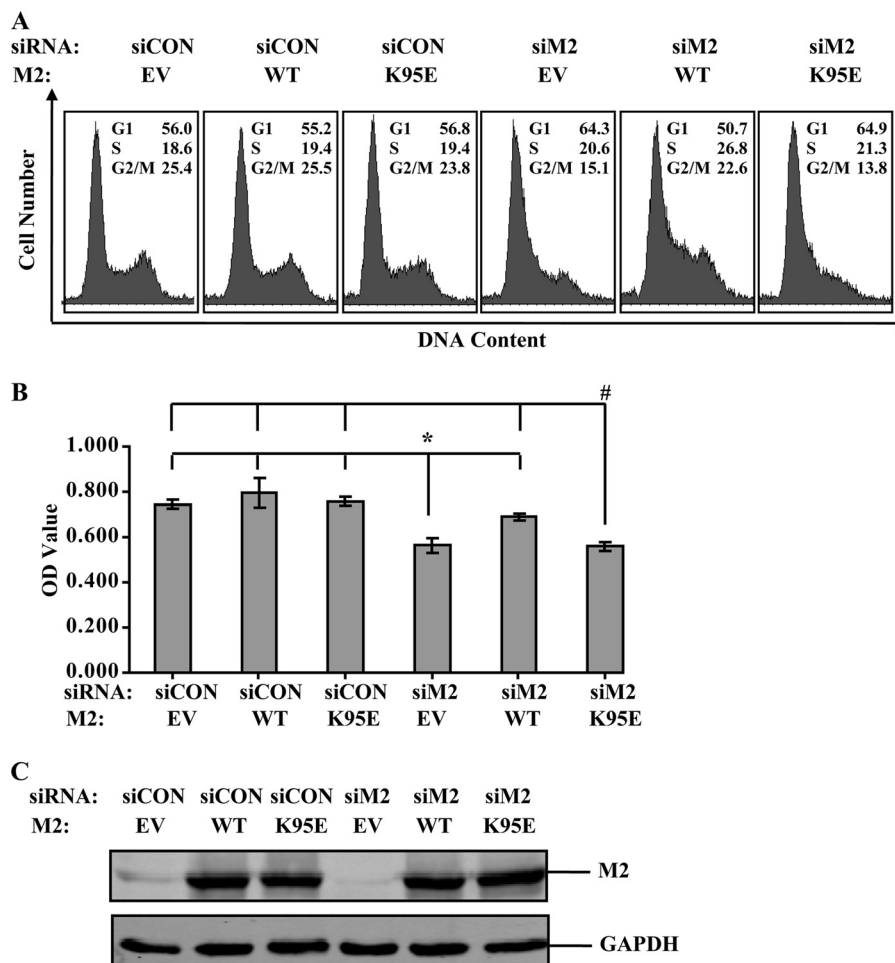 A
siRNA: siCON siCON siCON siM2 siM2 siM2
M2: EV WT K95E EV WT K95E
G1 56.0 G1 55.2 G1 56.8 G1 64.3 G1 50.7 G1 64.9
S 18.6 S 19.4 S 19.4 S 20.6 S 26.8 S 21.3
G2/M 25.4 G2/M 25.5 G2/M 23.8 G2/M 15.1 G2/M 22.6 G2/M 13.8
Cell Number
DNA Content
B
#
*
1.000
0.800
0.600
0.400
0.200
0.000
OD Value
siRNA: siCON siCON siCON siM2 siM2 siM2
M2: EV WT K95E EV WT K95E
C
siRNA: siCON siCON siCON siM2 siM2 siM2
M2: EV WT K95E EV WT K95E
M2
GAPDH